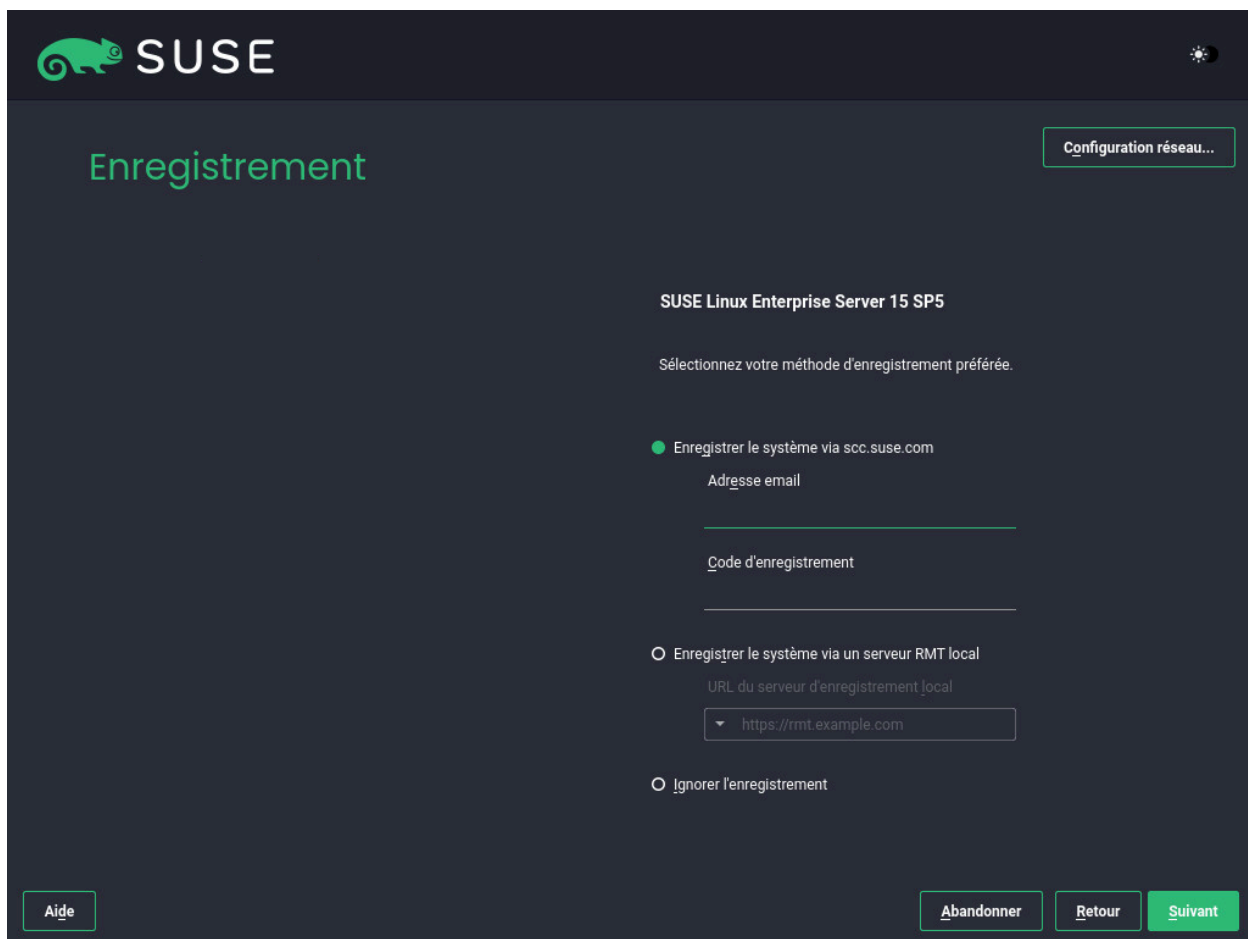 SUSE
Configuration réseau...
Enregistrement
SUSE Linux Enterprise Server 15 SP5
Sélectionnez votre méthode d'enregistrement préférée.
Enregistrer le système via scc.suse.com
Adresse email
Code d'enregistrement
Enregistrer le système via un serveur RMT local
URL du serveur d'enregistrement local
https://rmt.example.com
Ignorer l'enregistrement
Aide
Abandonner
Retour
Suivant